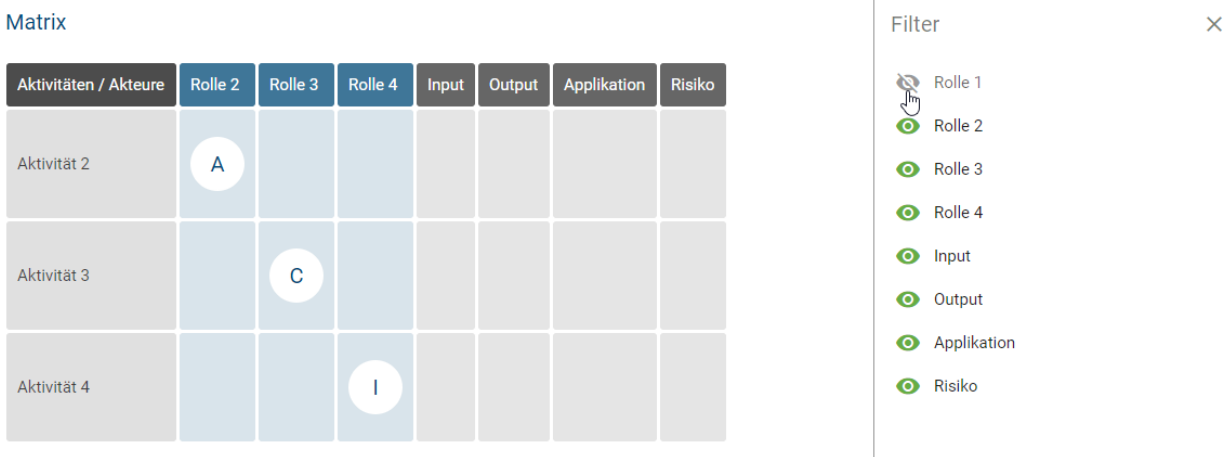 Matrix
Filter
Aktivitäten / Akteure Rolle 2 Rolle 3 Rolle 4 Input Output Applikation Risiko
Aktivität 2 A
Aktivität 3 C
Aktivität 4 I
Rolle 1
Rolle 2
Rolle 3
Rolle 4
Input
Output
Applikation
Risiko